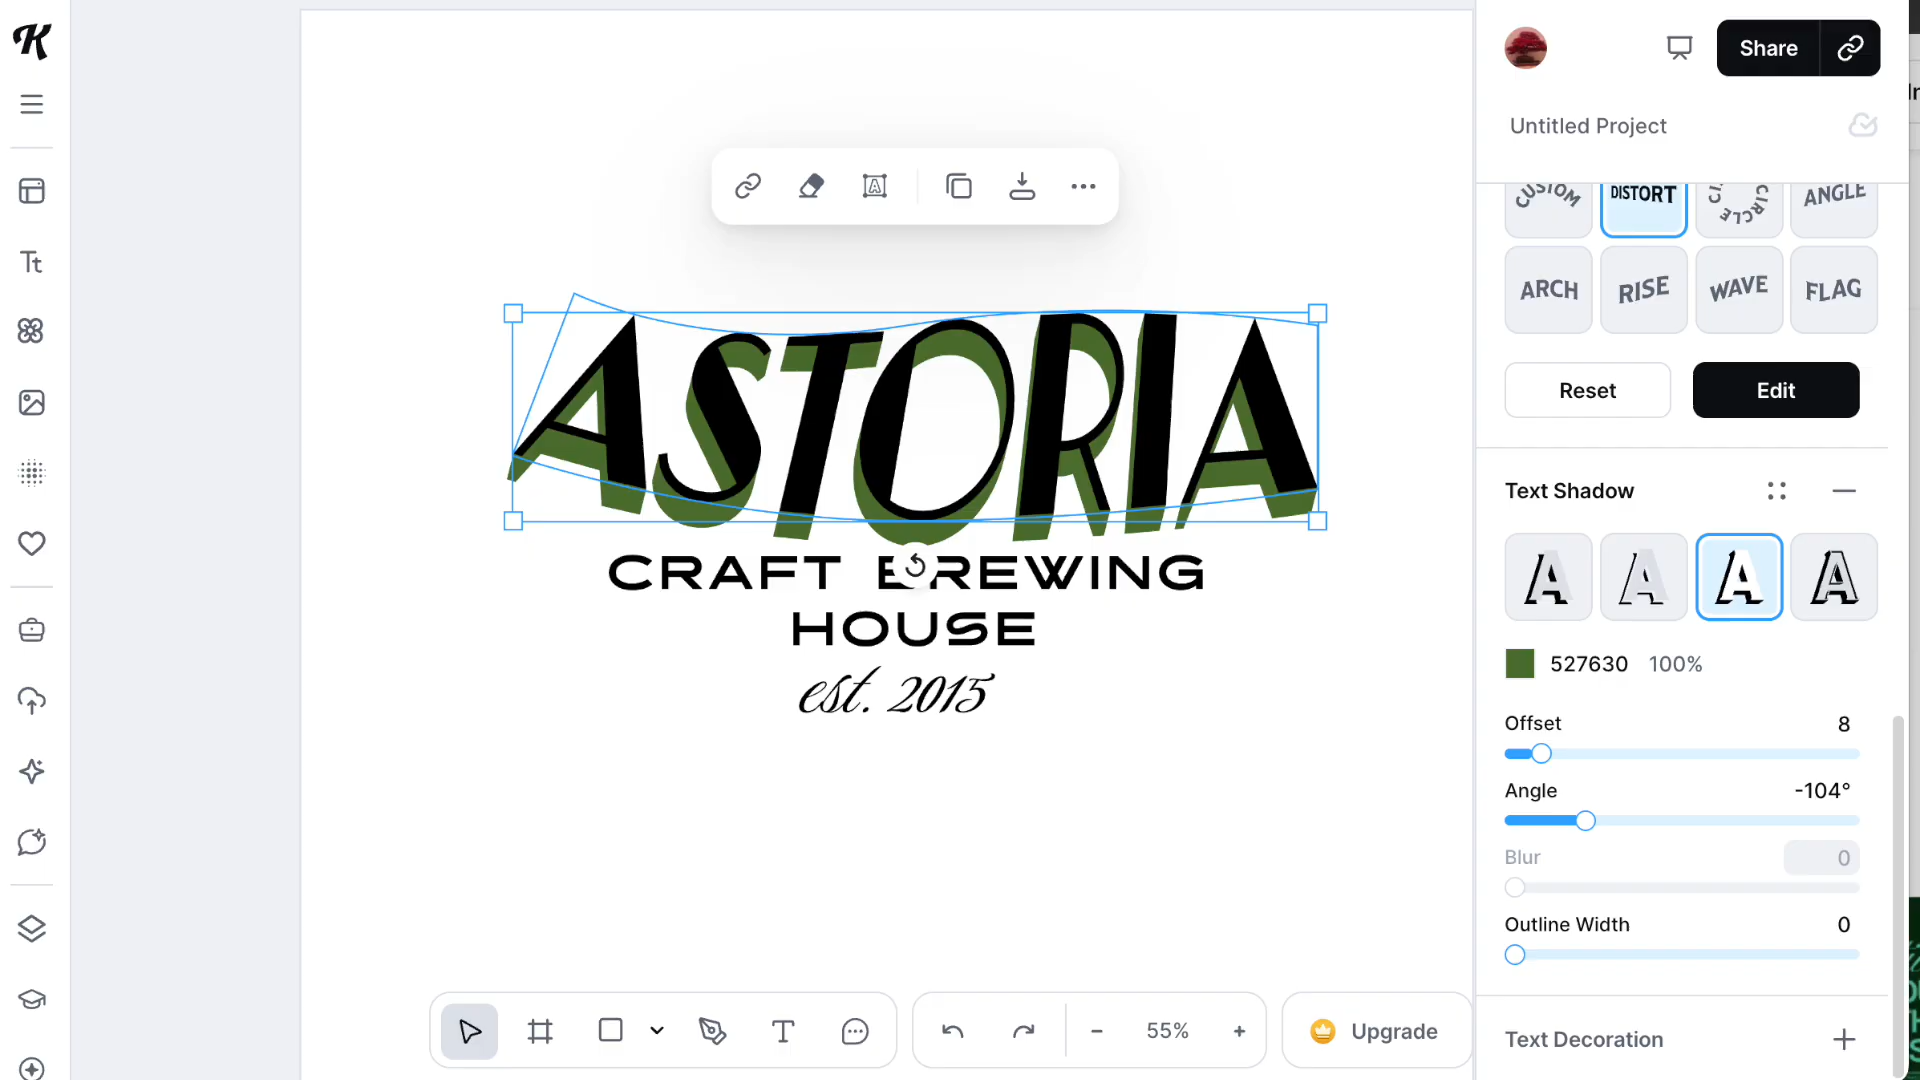 K
Share
Untitled Project
CUSTOM
DISTORT
CIRCLE
ANGLE
ARCH
RISE
WAVE
FLAG
Reset
Edit
Text Shadow
A
A
A
A
527630 100%
Offset 8
Angle -104°
Blur 0
Outline Width 0
Text Decoration
Tt
A
ASTORIA
CRAFT BREWING
HOUSE
est. 2015
T
55%
Upgrade